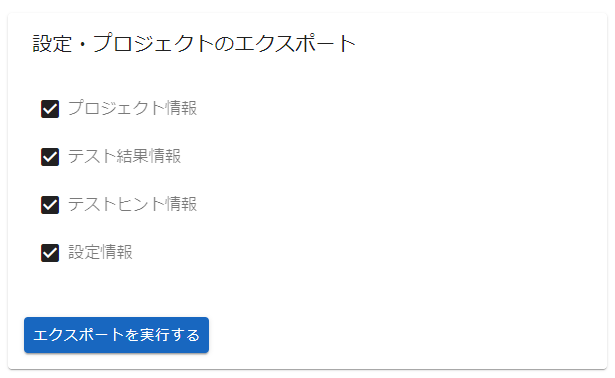 設定・プロジェクトのエクスポート
プロジェクト情報
テスト結果情報
テストヒント情報
設定情報
エクスポートを実行する